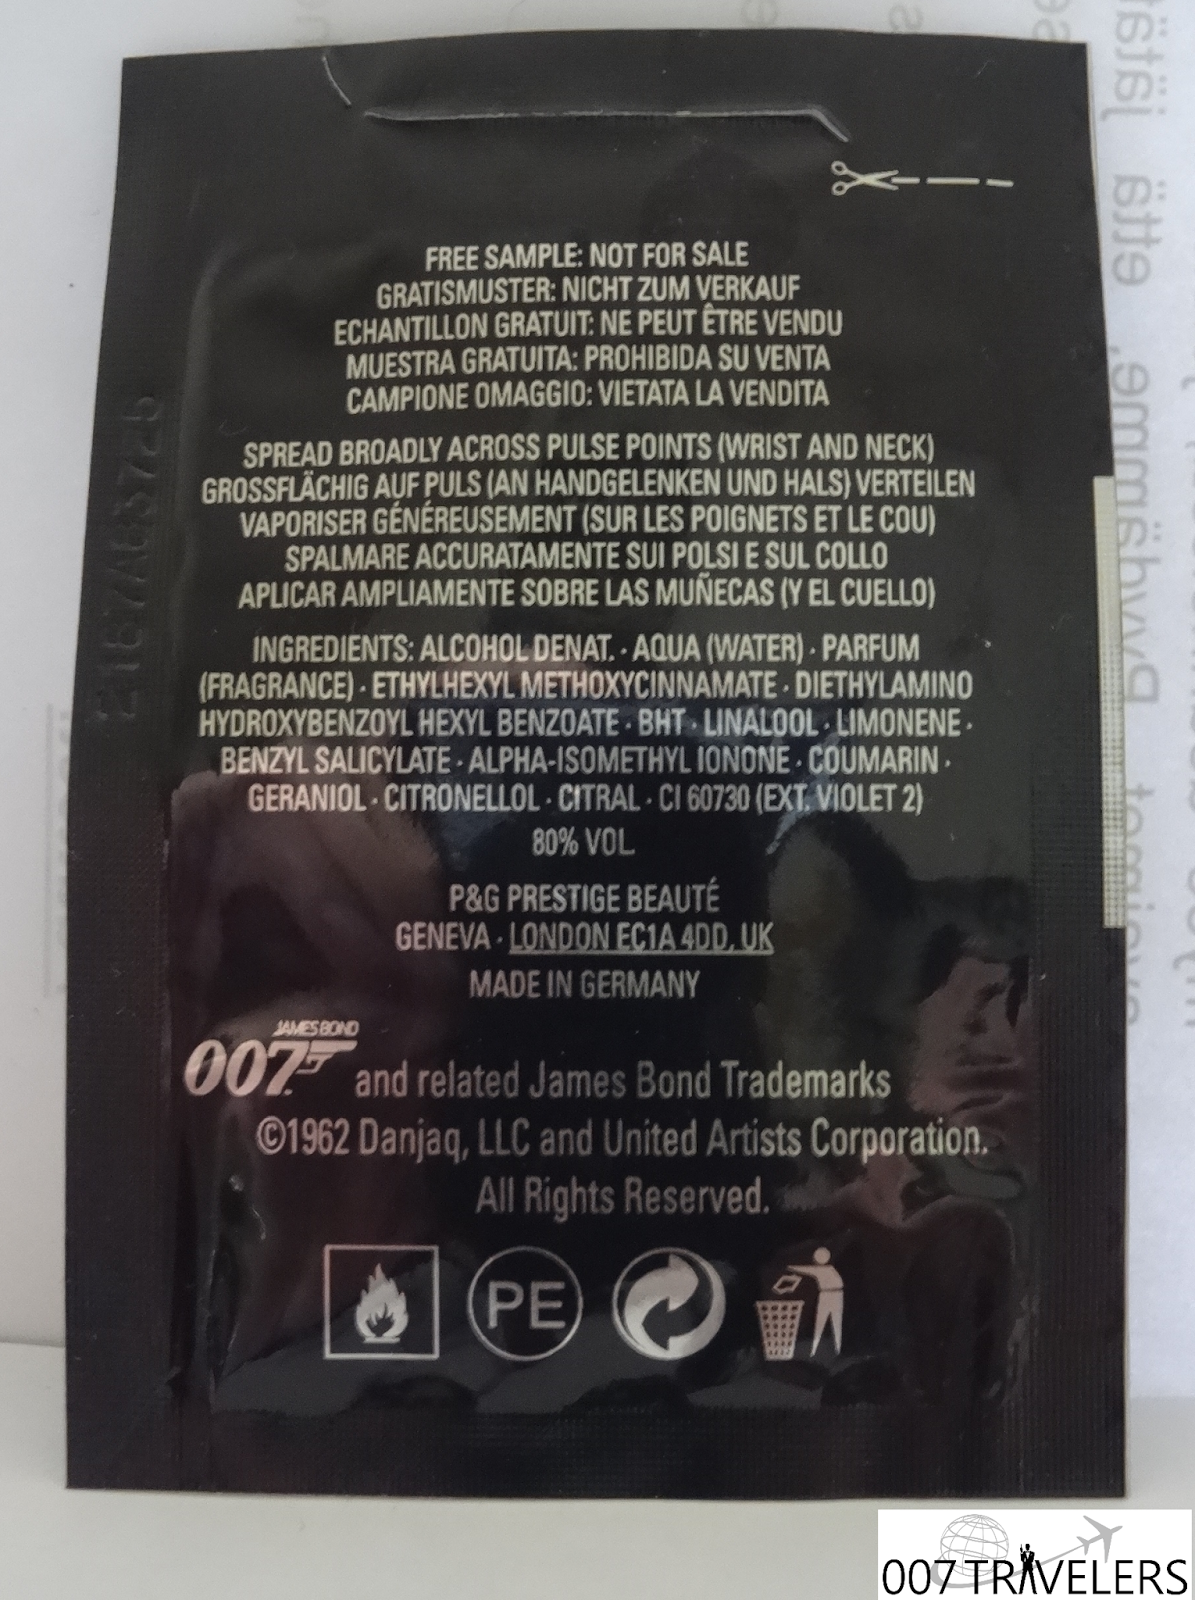 FREE SAMPLE: NOT FOR SALE
GRATISMUSTER: NICHT ZUM VERKAUF
ECHANTILLON GRATUIT: NE PEUT ÊTRE VENDU
MUESTRA GRATUITA: PROHIBIDA SU VENTA
CAMPIONE OMAGGIO: VIETATA LA VENDITA
SPREAD BROADLY ACROSS PULSE POINTS (WRIST AND NECK)
GROSSFLÄCHIG AUF PULS (AN HANDGELENKEN UND HALS) VERTEILEN
VAPORISER GÉNÉREUSEMENT (SUR LES POIGNETS ET LE COU)
SPALMARE ACCURATAMENTE SUI POLSI E SUL COLLO
APLICAR AMPLIAMENTE SOBRE LAS MUÑECAS (Y EL CUELLO)
INGREDIENTS: ALCOHOL DENAT. · AQUA (WATER) · PARFUM
(FRAGRANCE) · ETHYLHEXYL METHOXYCINNAMATE · DIETHYLAMINO
HYDROXYBENZOYL HEXYL BENZOATE · BHT · LINALOOL · LIMONENE ·
BENZYL SALICYLATE · ALPHA-ISOMETHYL IONONE · COUMARIN ·
GERANIOL · CITRONELLOL · CITRAL · CI 60730 (EXT. VIOLET 2)
80% VOL.
P&G PRESTIGE BEAUTÉ
GENEVA · LONDON EC1A 4DD, UK
MADE IN GERMANY
JAMES BOND
007 and related James Bond Trademarks
©1962 Danjaq, LLC and United Artists Corporation.
All Rights Reserved.
PE
007 TRAVELERS